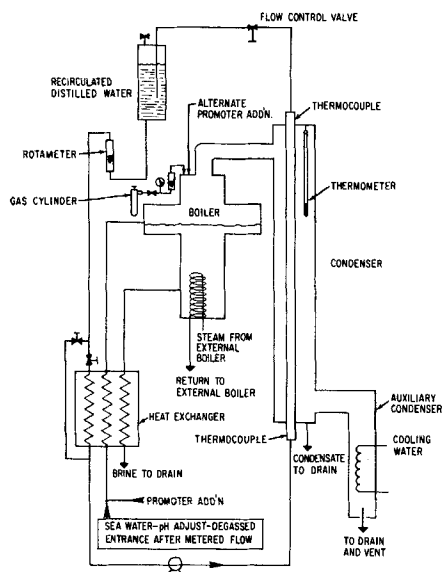 FLOW CONTROL VALVE
RECIRCULATED
DISTILLED WATER
ALTERNATE
PROMOTER ADD'N.
THERMOCOUPLE
ROTAMETER
GAS CYLINDER
THERMOMETER
BOILER
CONDENSER
STEAM FROM
EXTERNAL
BOILER
RETURN TO
EXTERNAL BOILER
AUXILIARY
CONDENSER
HEAT EXCHANGER
THERMOCOUPLE
COOLING
WATER
BRINE TO DRAIN
CONDENSATE
TO DRAIN
PROMOTER ADD'N
SEA WATER-pH ADJUST-DEGASSED
ENTRANCE AFTER METERED FLOW
TO DRAIN
AND VENT